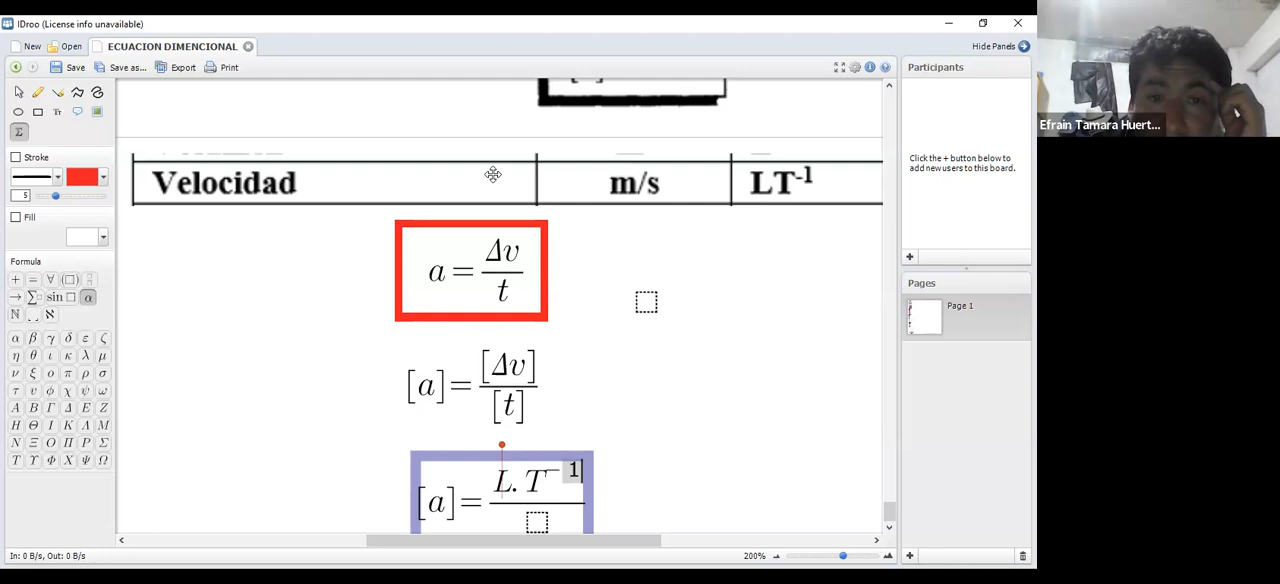 IDroo (License info unavailable)
New Open ECUACION DIMENCIONAL Hide Panels
Save Save as... Export Print
Participants
Click the + button below to
add new users to this board.
Efrain Tamara Huert...
Stroke
5
Fill
Formula
+ = ∀ (□)
→ Σ sin □ α
ℕ ℵ
α β γ δ ε ζ
η θ ι κ λ μ
ν ξ ο π ρ σ
τ υ φ χ ψ ω
Α Β Γ Δ Ε Ζ
Η Θ Ι Κ Λ Μ
Ν Ξ Ο Π Ρ Σ
Τ Υ Φ Χ Ψ Ω
Velocidad m/s LT⁻¹
a = Δv / t
[a] = [Δv] / [t]
[a] = L. T⁻¹ / □
Pages
Page 1
In: 0 B/s, Out: 0 B/s
200%